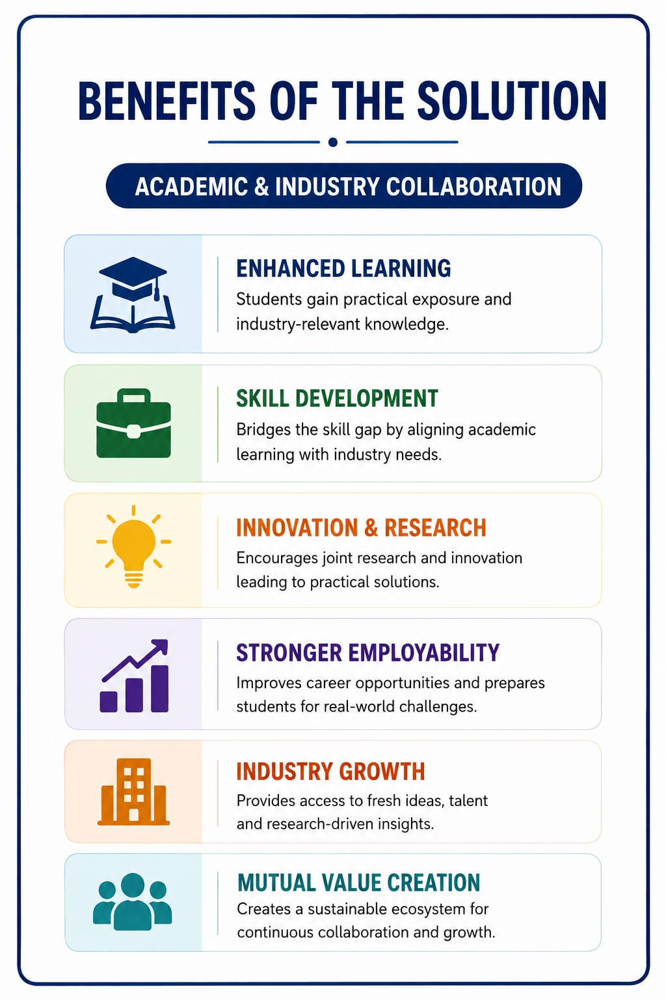 BENEFITS OF THE SOLUTION
ACADEMIC & INDUSTRY COLLABORATION
ENHANCED LEARNING
Students gain practical exposure and
industry-relevant knowledge.
SKILL DEVELOPMENT
Bridges the skill gap by aligning academic
learning with industry needs.
INNOVATION & RESEARCH
Encourages joint research and innovation
leading to practical solutions.
STRONGER EMPLOYABILITY
Improves career opportunities and prepares
students for real-world challenges.
INDUSTRY GROWTH
Provides access to fresh ideas, talent
and research-driven insights.
MUTUAL VALUE CREATION
Creates a sustainable ecosystem for
continuous collaboration and growth.